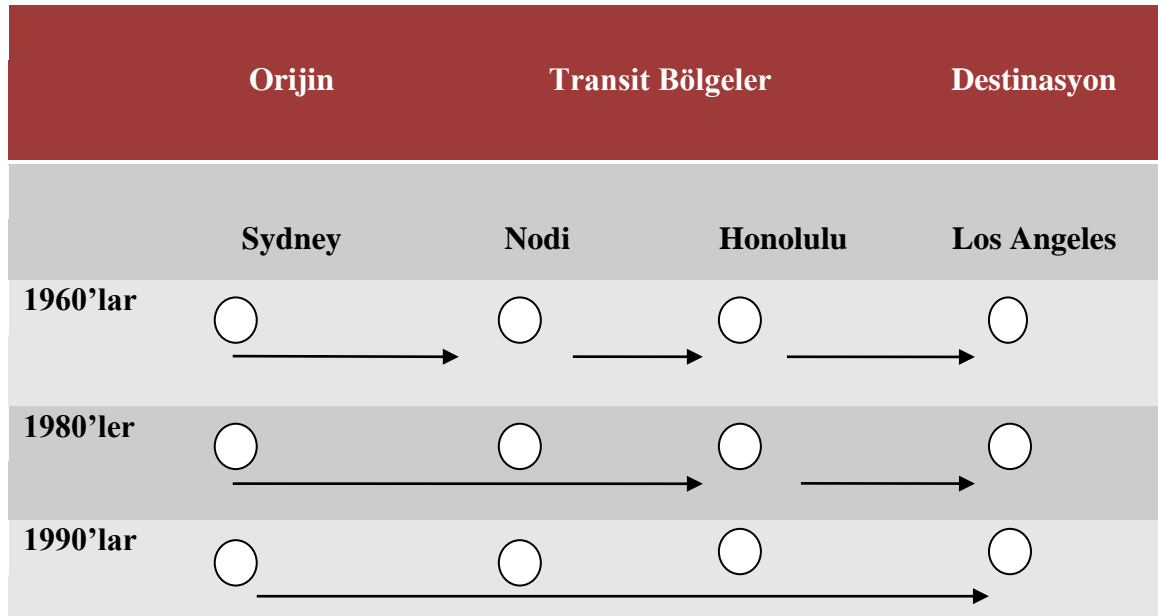 Orijin Transit Bölgeler Destinasyon
Sydney Nodi Honolulu Los Angeles
1960’lar
1980’ler
1990’lar